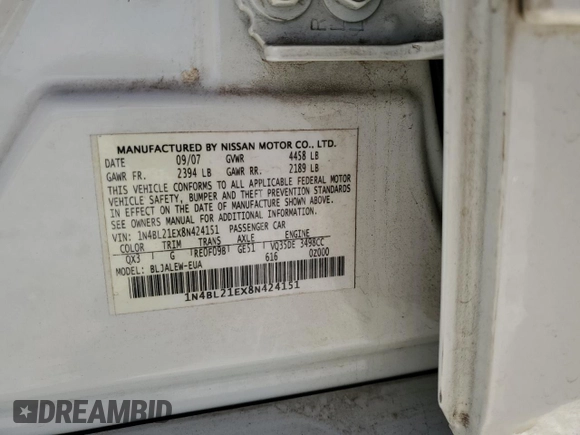 MANUFACTURED BY NISSAN MOTOR CO., LTD.
DATE 09/07 GVWR 4458 LB
GAWR FR. 2394 LB GAWR RR. 2189 LB
THIS VEHICLE CONFORMS TO ALL APPLICABLE FEDERAL MOTOR
VEHICLE SAFETY, BUMPER AND THEFT PREVENTION STANDARDS
IN EFFECT ON THE DATE OF MANUFACTURE SHOWN ABOVE.
SEE OWNERS MANUAL FOR ADDITIONAL INFORMATION.
VIN: 1N4BL21EX8N424151 PASSENGER CAR
COLOR TRIM TRANS AXLE ENGINE
QX3 G RE0F09B GE51 VQ35DE 3498CC
MODEL: BLJALEW-EUA 616 0Z000
1N4BL21EX8N424151
DREAMBID